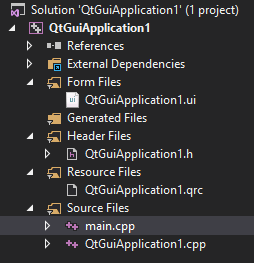 Solution 'QtGuiApplication1' (1 project)
QtGuiApplication1
References
External Dependencies
Form Files
QtGuiApplication1.ui
Generated Files
Header Files
QtGuiApplication1.h
Resource Files
QtGuiApplication1.qrc
Source Files
main.cpp
QtGuiApplication1.cpp